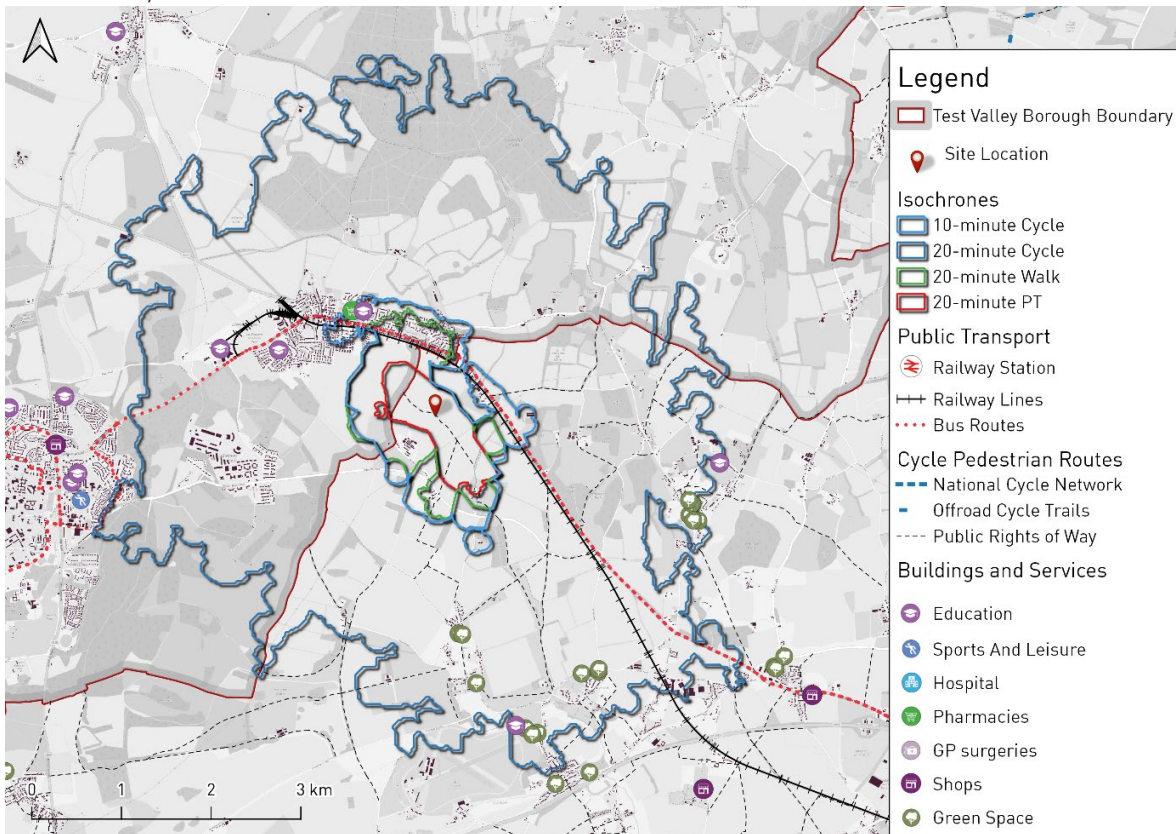 Legend
Test Valley Borough Boundary
Site Location
Isochrones
10-minute Cycle
20-minute Cycle
20-minute Walk
20-minute PT
Public Transport
Railway Station
Railway Lines
Bus Routes
Cycle Pedestrian Routes
National Cycle Network
Offroad Cycle Trails
Public Rights of Way
Buildings and Services
Education
Sports And Leisure
Hospital
Pharmacies
GP surgeries
Shops
Green Space
0 1 2 3 km